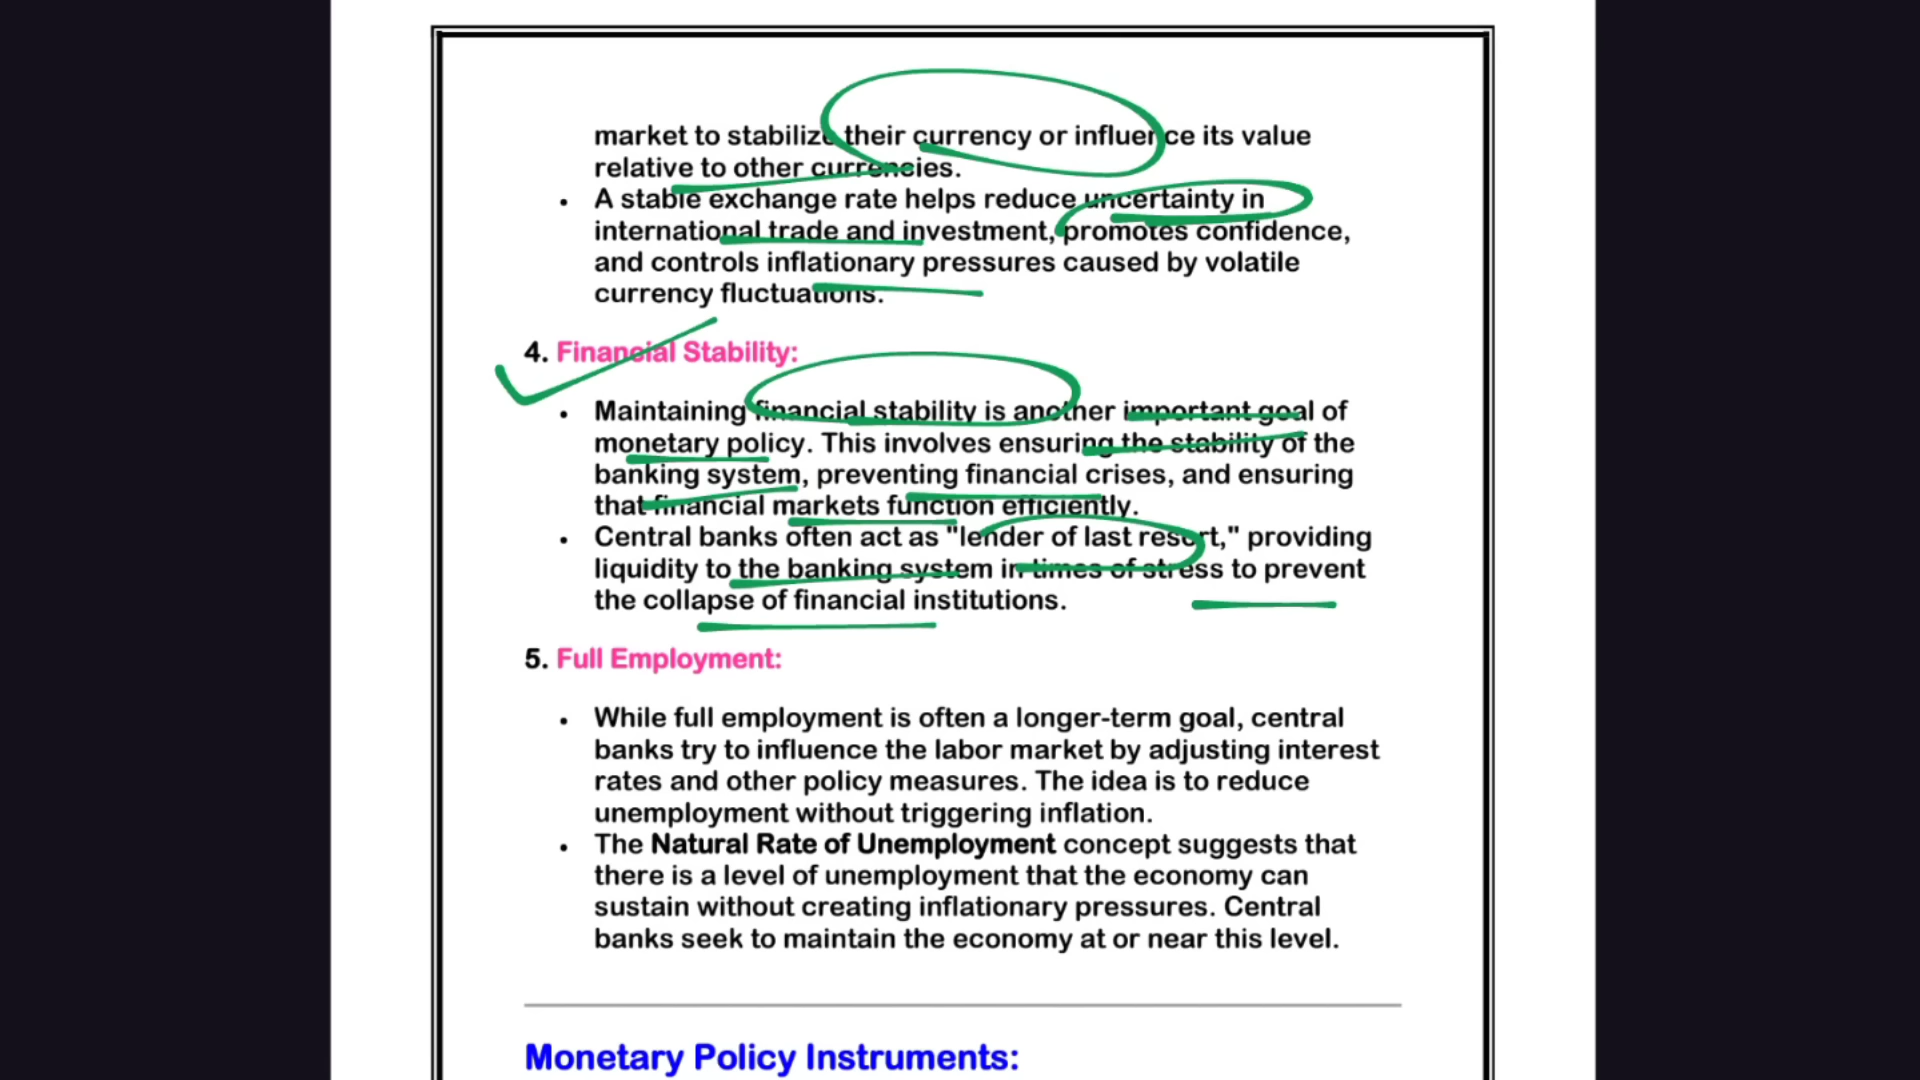 market to stabilize their currency or influence its value
relative to other currencies.
• A stable exchange rate helps reduce uncertainty in
international trade and investment, promotes confidence,
and controls inflationary pressures caused by volatile
currency fluctuations.
4. Financial Stability:
• Maintaining financial stability is another important goal of
monetary policy. This involves ensuring the stability of the
banking system, preventing financial crises, and ensuring
that financial markets function efficiently.
• Central banks often act as "lender of last resort," providing
liquidity to the banking system in times of stress to prevent
the collapse of financial institutions.
5. Full Employment:
• While full employment is often a longer-term goal, central
banks try to influence the labor market by adjusting interest
rates and other policy measures. The idea is to reduce
unemployment without triggering inflation.
• The Natural Rate of Unemployment concept suggests that
there is a level of unemployment that the economy can
sustain without creating inflationary pressures. Central
banks seek to maintain the economy at or near this level.
Monetary Policy Instruments: